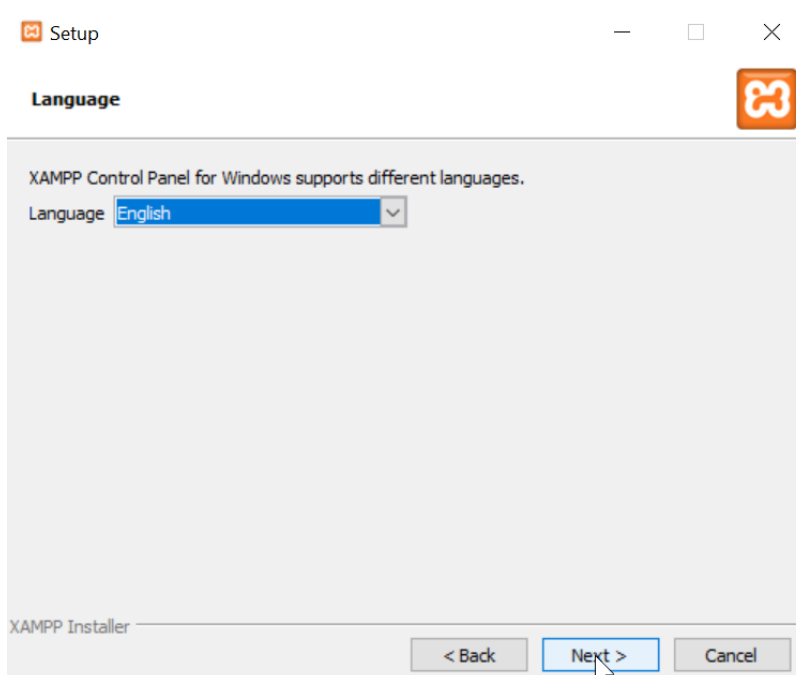 Setup
Language
XAMPP Control Panel for Windows supports different languages.
Language English
XAMPP Installer
< Back Next > Cancel